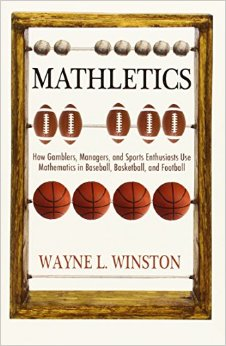 MATHLETICS
How Gamblers, Managers, and Sports Enthusiasts Use
Mathematics in Baseball, Basketball, and Football
WAYNE L. WINSTON